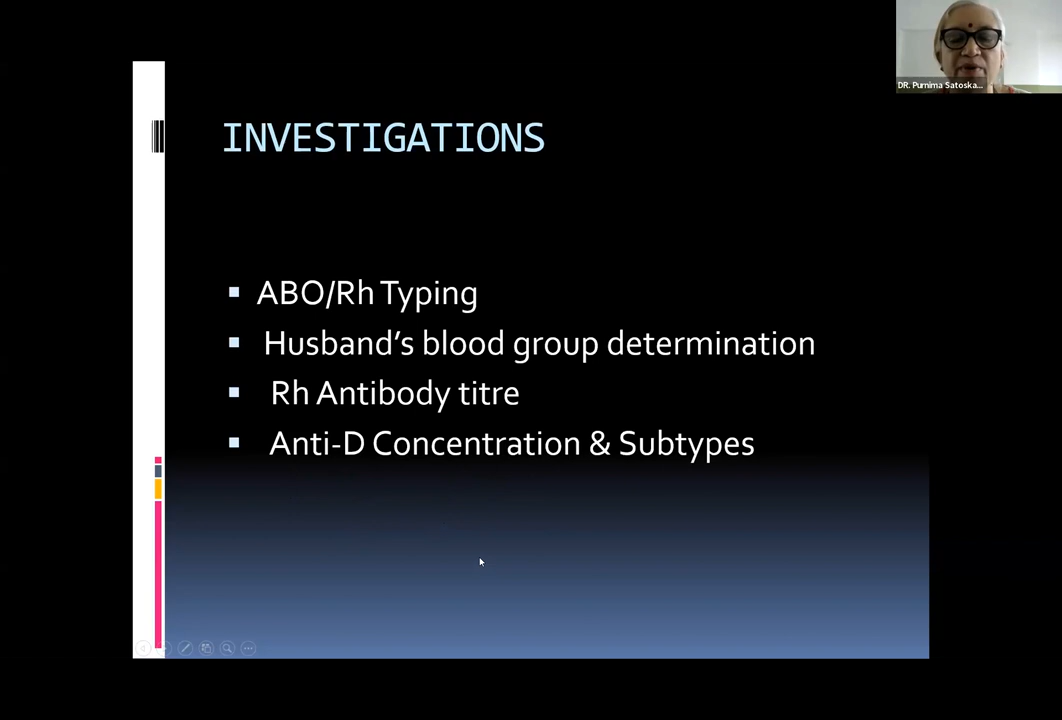 DR. Purnima Satoska...
INVESTIGATIONS
ABO/Rh Typing
Husband's blood group determination
Rh Antibody titre
Anti-D Concentration & Subtypes